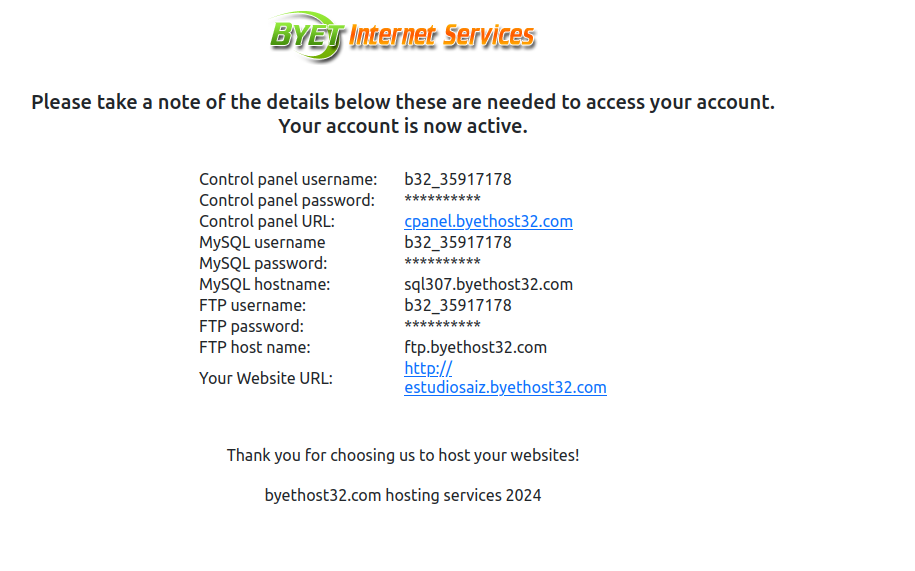 BYET Internet Services
Please take a note of the details below these are needed to access your account.
Your account is now active.
Control panel username: b32_35917178
Control panel password: **********
Control panel URL: cpanel.byethost32.com
MySQL username b32_35917178
MySQL password: **********
MySQL hostname: sql307.byethost32.com
FTP username: b32_35917178
FTP password: **********
FTP host name: ftp.byethost32.com
Your Website URL: http://
estudiosaiz.byethost32.com
Thank you for choosing us to host your websites!
byethost32.com hosting services 2024